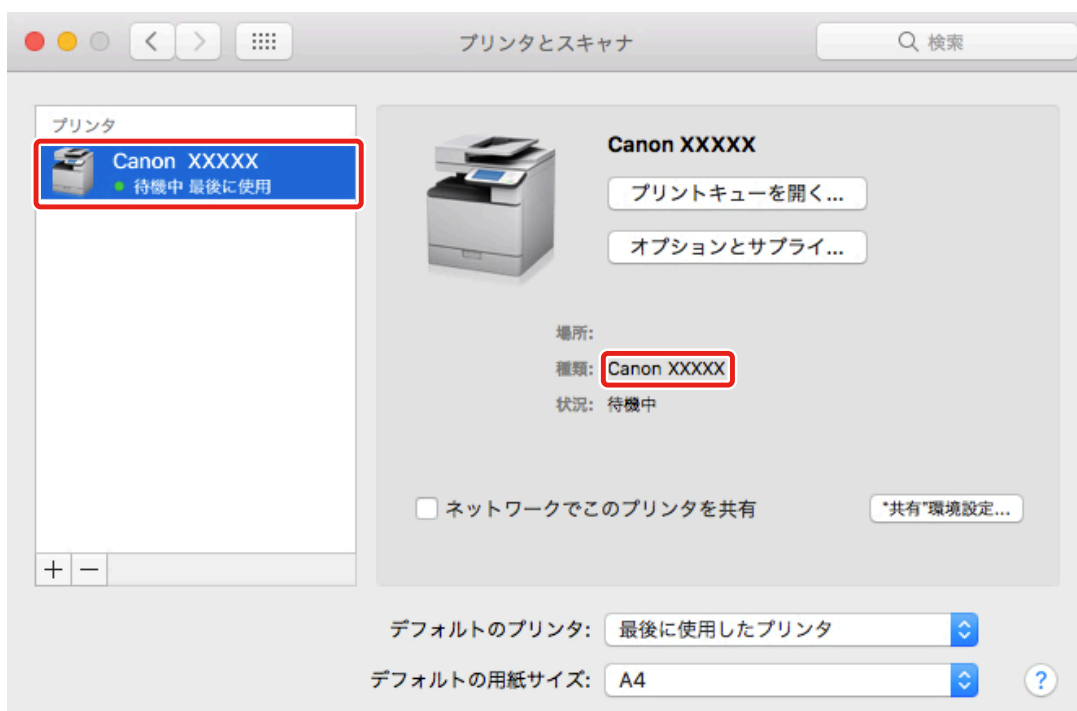 プリンタとスキャナ
検索
プリンタ
Canon XXXXX
待機中 最後に使用
Canon XXXXX
プリントキューを開く...
オプションとサプライ...
場所:
種類: Canon XXXXX
状況: 待機中
ネットワークでこのプリンタを共有
"共有"環境設定...
デフォルトのプリンタ: 最後に使用したプリンタ
デフォルトの用紙サイズ: A4
?